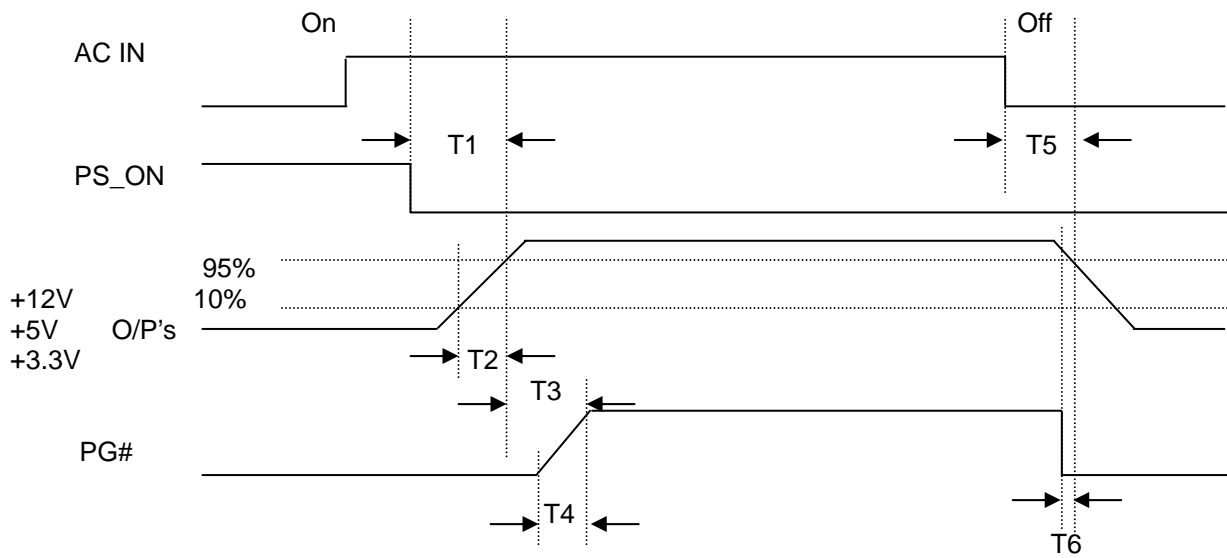 On
Off
AC IN
T1
T5
PS_ON
95%
+12V
10%
+5V
O/P's
+3.3V
T2
T3
PG#
T4
T6